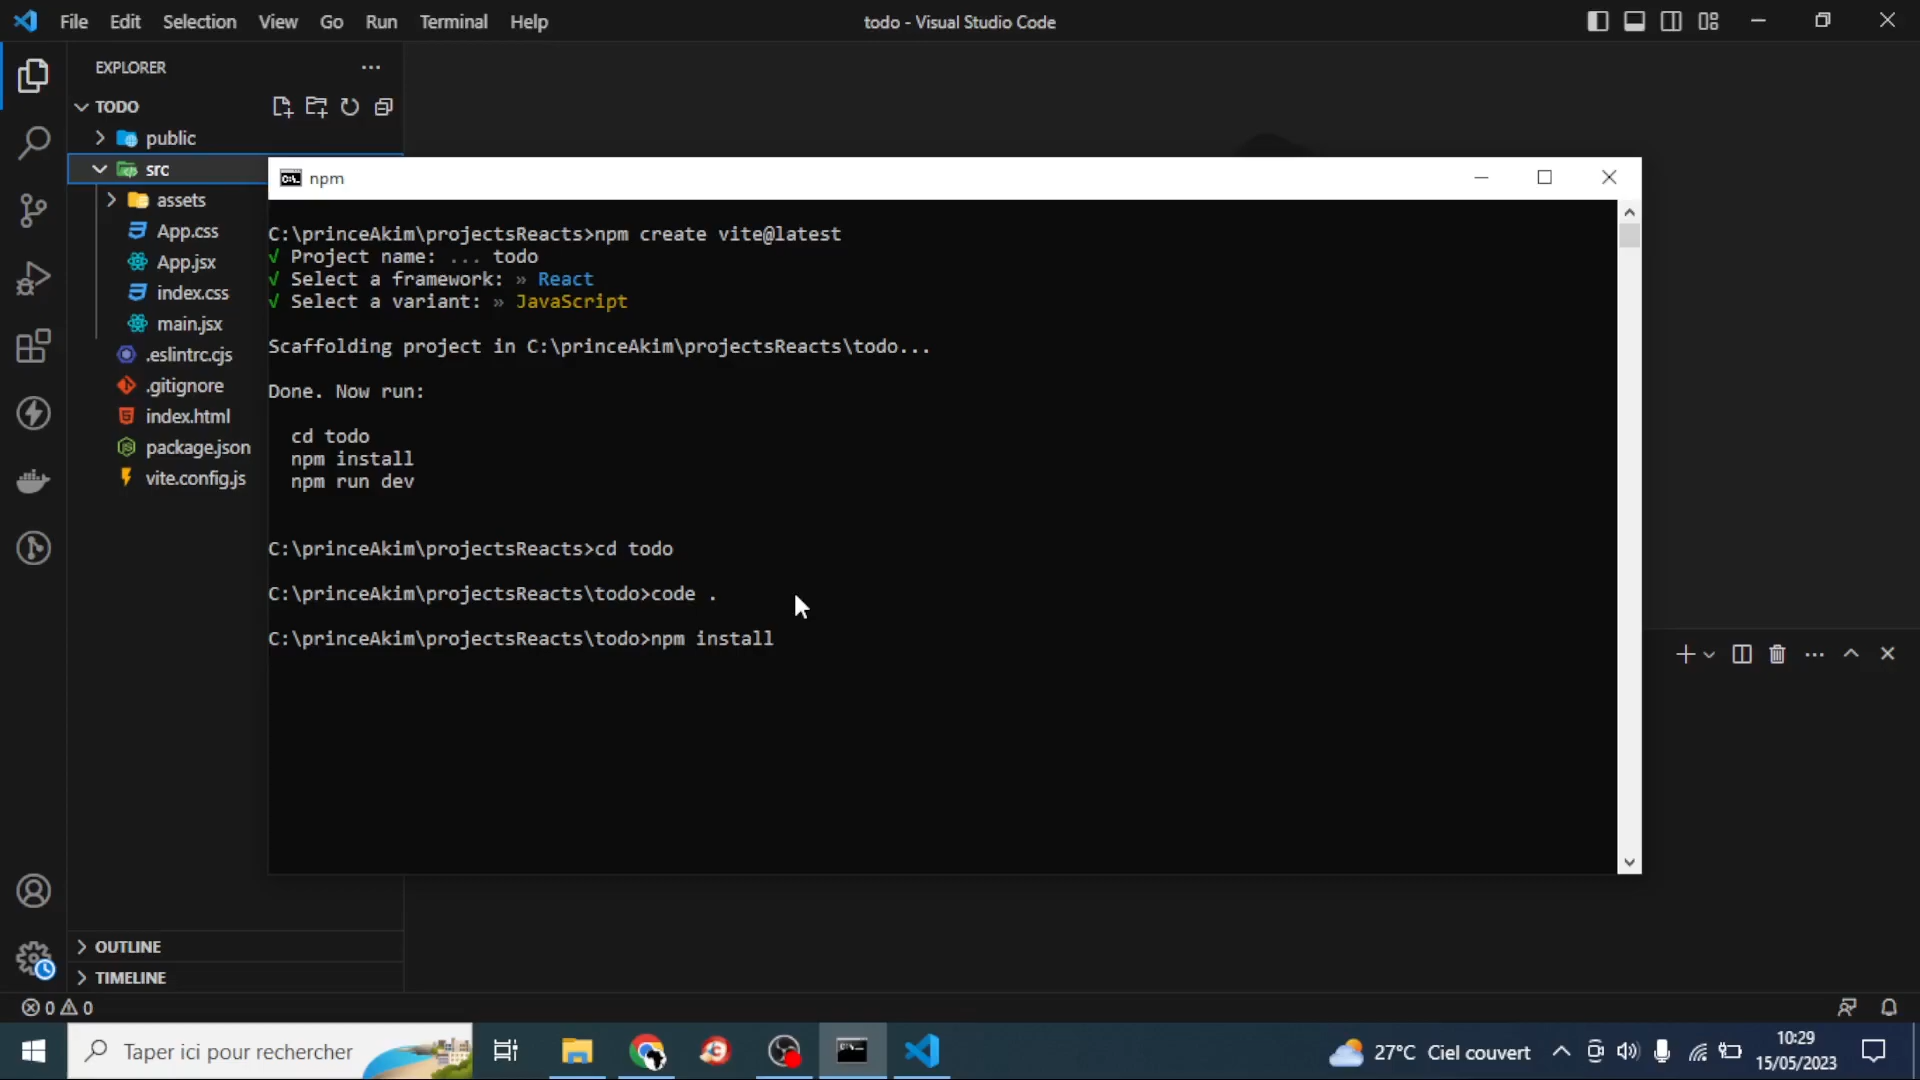 File Edit Selection View Go Run Terminal Help
todo - Visual Studio Code
EXPLORER
TODO
public
src
assets
App.css
App.jsx
index.css
main.jsx
.eslintrc.cjs
.gitignore
index.html
package.json
vite.config.js
npm
C:\princeAkim\projectsReacts>npm create vite@latest
√ Project name: ... todo
√ Select a framework: » React
√ Select a variant: » JavaScript
Scaffolding project in C:\princeAkim\projectsReacts\todo...
Done. Now run:
cd todo
npm install
npm run dev
C:\princeAkim\projectsReacts>cd todo
C:\princeAkim\projectsReacts\todo>code .
C:\princeAkim\projectsReacts\todo>npm install
OUTLINE
TIMELINE
0 0
Taper ici pour rechercher
27°C Ciel couvert
10:29
15/05/2023